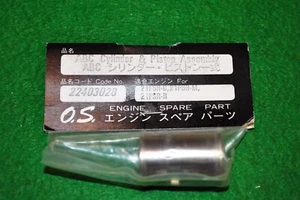 品名
ABC Cylinder & Piston Assembly
ABC シリンダー・ピストン一式
品名コード Code No. 適合エンジン For
22403020
O.S. ENGINE SPARE PART
エンジン スペア パーツ